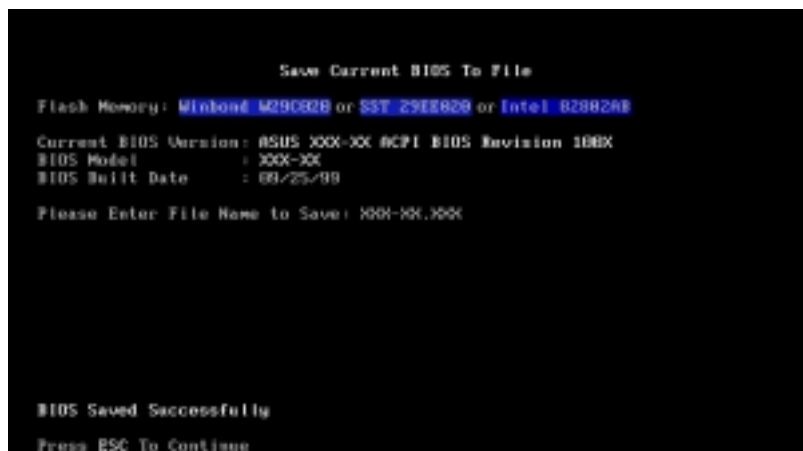 Save Current BIOS To File
Flash Memory: Winbond W29C020 or SST 29EE020 or Intel 82802AB
Current BIOS Version: ASUS XXX-XX ACPI BIOS Revision 100X
BIOS Model : XXX-XX
BIOS Built Date : 09/25/99
Please Enter File Name to Save: XXX-XX.XXX
BIOS Saved Successfully
Press ESC To Continue